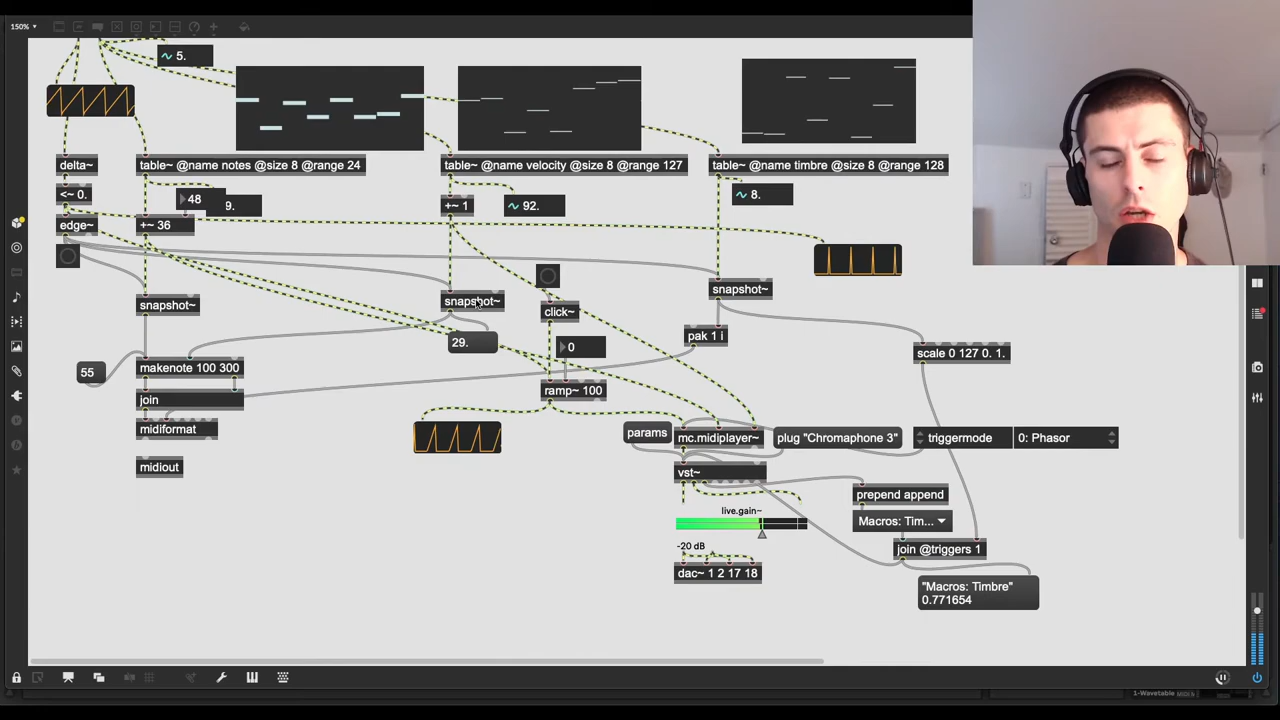 150%
5.
delta~
table~ @name notes @size 8 @range 24
table~ @name velocity @size 8 @range 127
table~ @name timbre @size 8 @range 128
<~ 0.
48
9.
+~ 1
92.
8.
edge~
+~ 36
snapshot~
snapshot~
snapshot~
click~
29.
0
pak 1 i
scale 0 127 0. 1.
55
makenote 100 300
ramp~ 100
join
midiformat
params
mc.midiplayer~
plug "Chromaphone 3"
triggermode
0: Phasor
midiout
vst~
prepend append
live.gain~
Macros: Tim...
-20 dB
join @triggers 1
dac~ 1 2 17 18
"Macros: Timbre"
0.771654
1-Wavetable